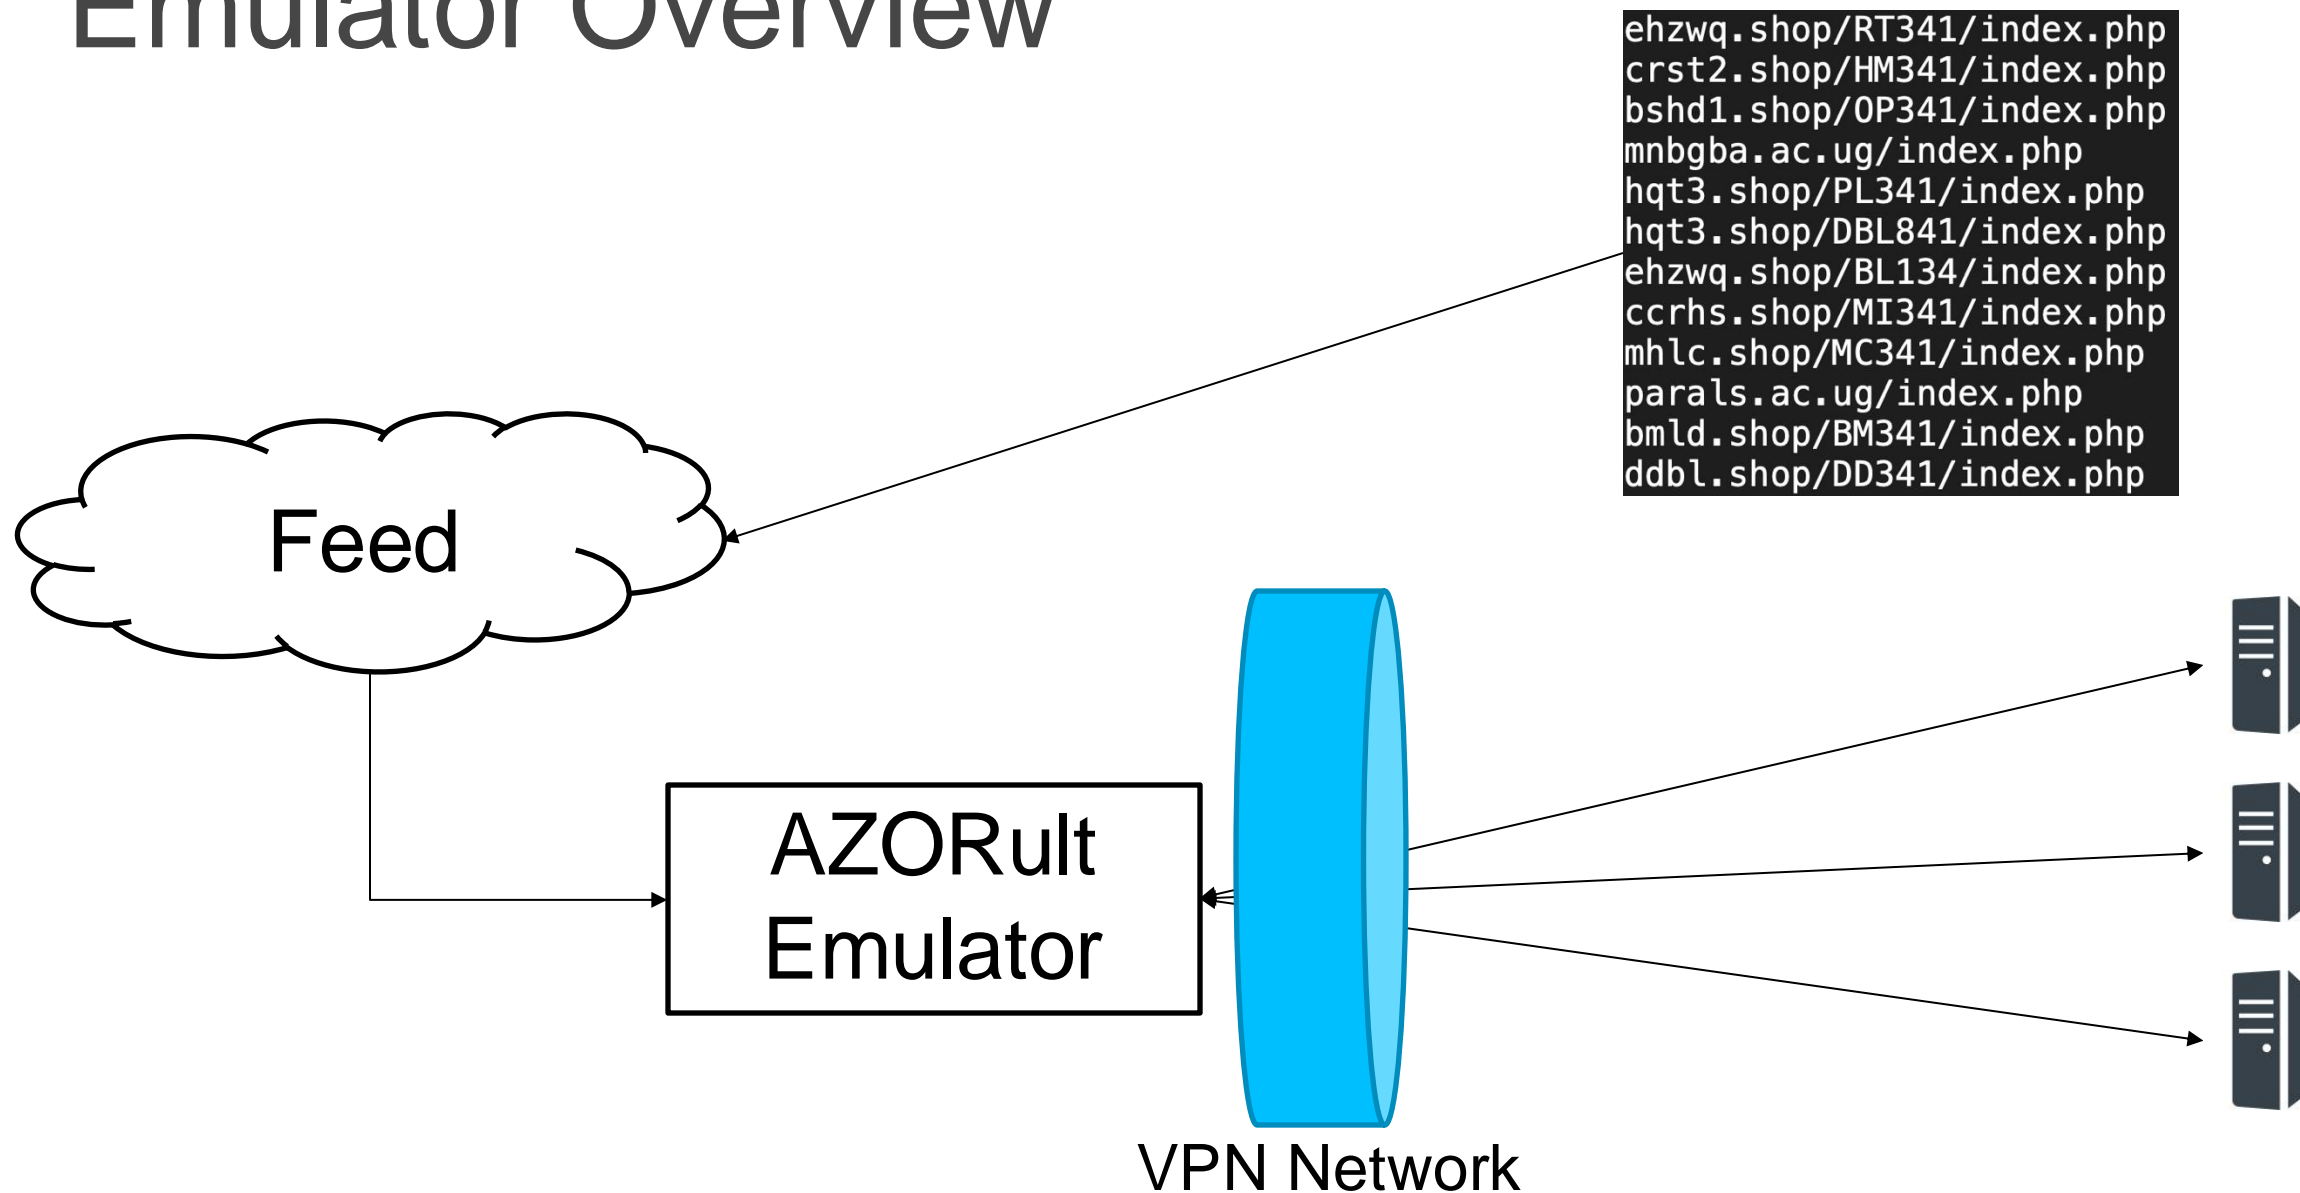 Emulator Overview
ehzwq.shop/RT341/index.php
crst2.shop/HM341/index.php
bshd1.shop/OP341/index.php
mnbgba.ac.ug/index.php
hqt3.shop/PL341/index.php
hqt3.shop/DBL841/index.php
ehzwq.shop/BL134/index.php
ccrhs.shop/MI341/index.php
mhlc.shop/MC341/index.php
parals.ac.ug/index.php
bmld.shop/BM341/index.php
ddbl.shop/DD341/index.php
Feed
AZORult
Emulator
VPN Network